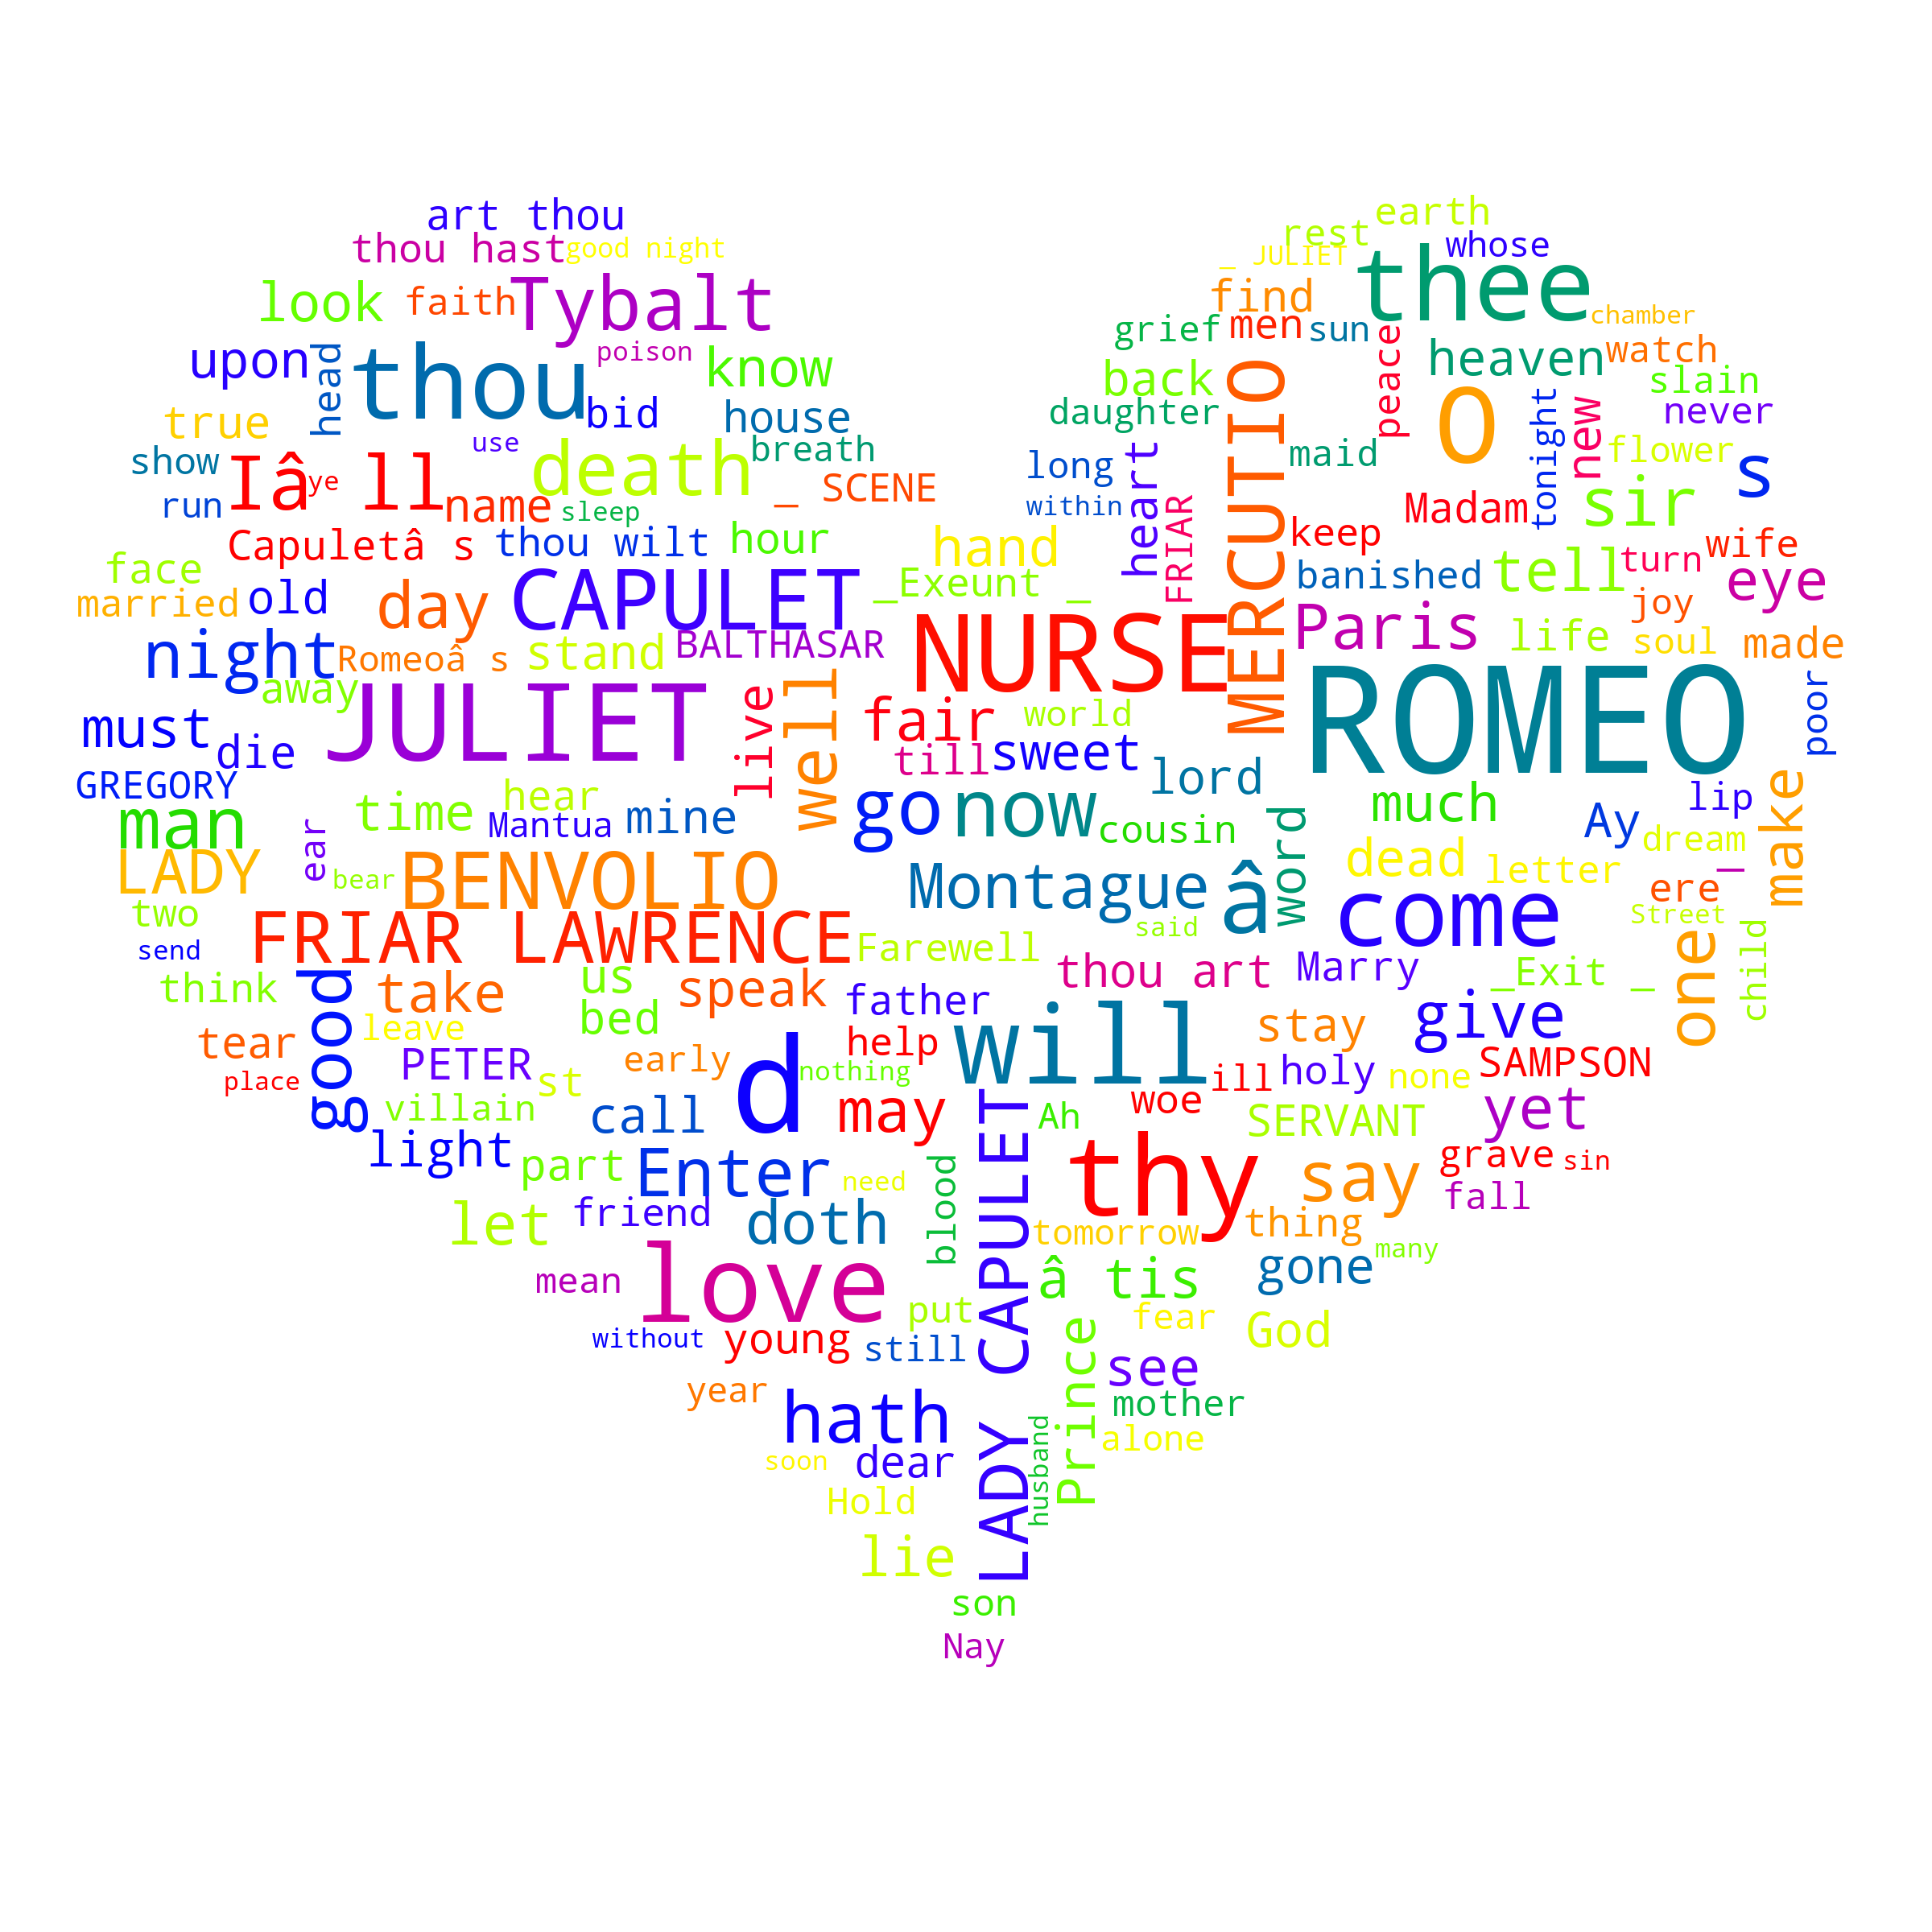 art thou
earth
rest
whose
thou hast
good night
_ JULIET
thee
look
faith
Tybalt
find
chamber
grief
men
sun
peace
heaven
watch
upon
head
thou
poison
know
back
MERCUTIO
slain
true
bid
house
daughter
O
tonight
new
never
show
use
death
breath
long
heart
maid
flower
s
Iâ ll
ye
name
_ SCENE
within
FRIAR
Madam
sir
run
sleep
Capuletâ s
thou wilt
hour
hand
keep
turn
wife
face
CAPULET
_Exeunt _
banished
tell
eye
married
old
day
NURSE
Paris
joy
night
Romeoâ s
stand
BALTHASAR
life
soul
made
away
JULIET
live
well
fair
world
ROMEO
poor
must
die
till
sweet
lord
GREGORY
hear
man
ear
time
Mantua
mine
go
now
cousin
word
much
Ay
lip
make
LADY
bear
BENVOLIO
Montague
â
dead
letter
dream
_
two
said
come
ere
Street
send
FRIAR LAWRENCE
Farewell
one
child
think
good
take
us
speak
father
thou art
Marry
_Exit _
tear
leave
bed
will
stay
give
place
PETER
early
help
d
nothing
ill
holy
none
SAMPSON
st
villain
call
may
LADY CAPULET
Ah
woe
SERVANT
yet
light
part
Enter
need
blood
thy
say
grave
sin
let
friend
doth
tomorrow
thing
fall
love
mean
â tis
gone
many
put
Prince
fear
God
without
young
still
see
year
hath
mother
soon
dear
husband
alone
Hold
lie
son
Nay